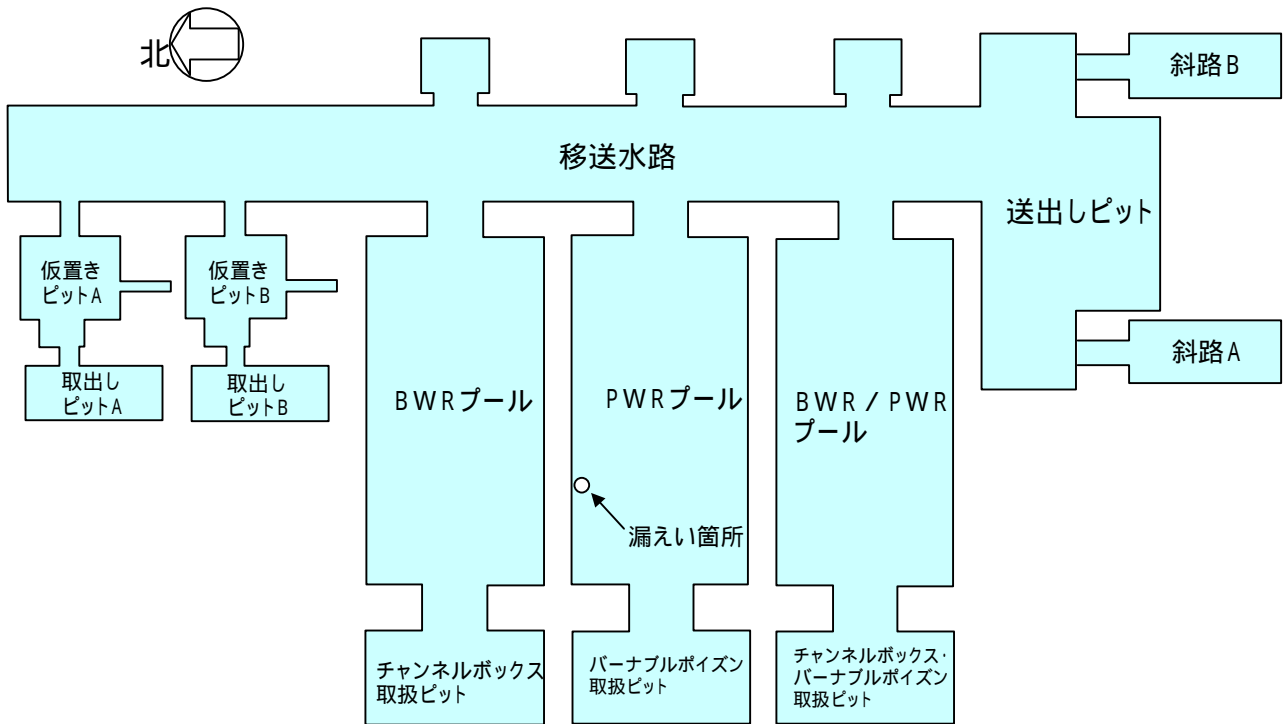 北
斜路B
移送水路
送出しピット
仮置き
ピットA
仮置き
ピットB
斜路A
取出し
ピットA
取出し
ピットB
BWRプール
PWRプール
BWR/PWR
プール
漏えい箇所
チャンネルボックス
取扱ピット
バーナブルポイズン
取扱ピット
チャンネルボックス・
バーナブルポイズン
取扱ピット